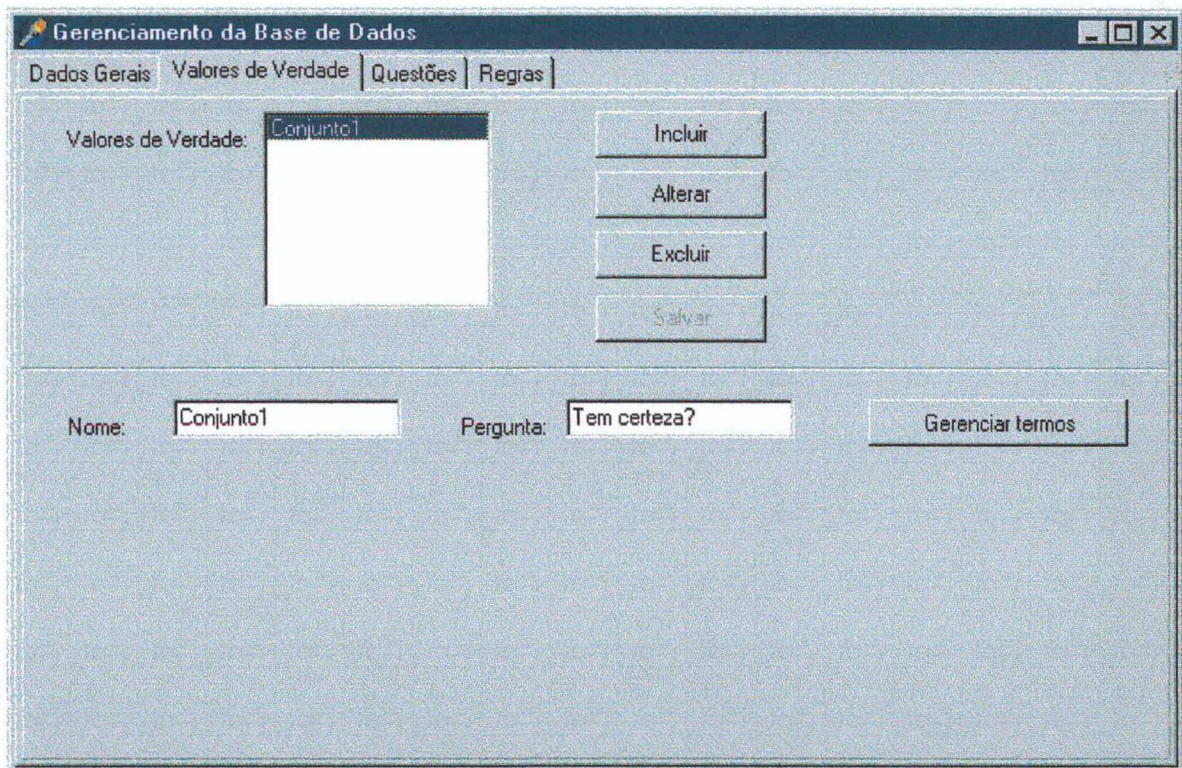 Gerenciamento da Base de Dados
Dados Gerais Valores de Verdade Questões Regras
Valores de Verdade:
Conjunto1
Incluir
Alterar
Excluir
Salvar
Nome: Conjunto1 Pergunta: Tem certeza? Gerenciar termos